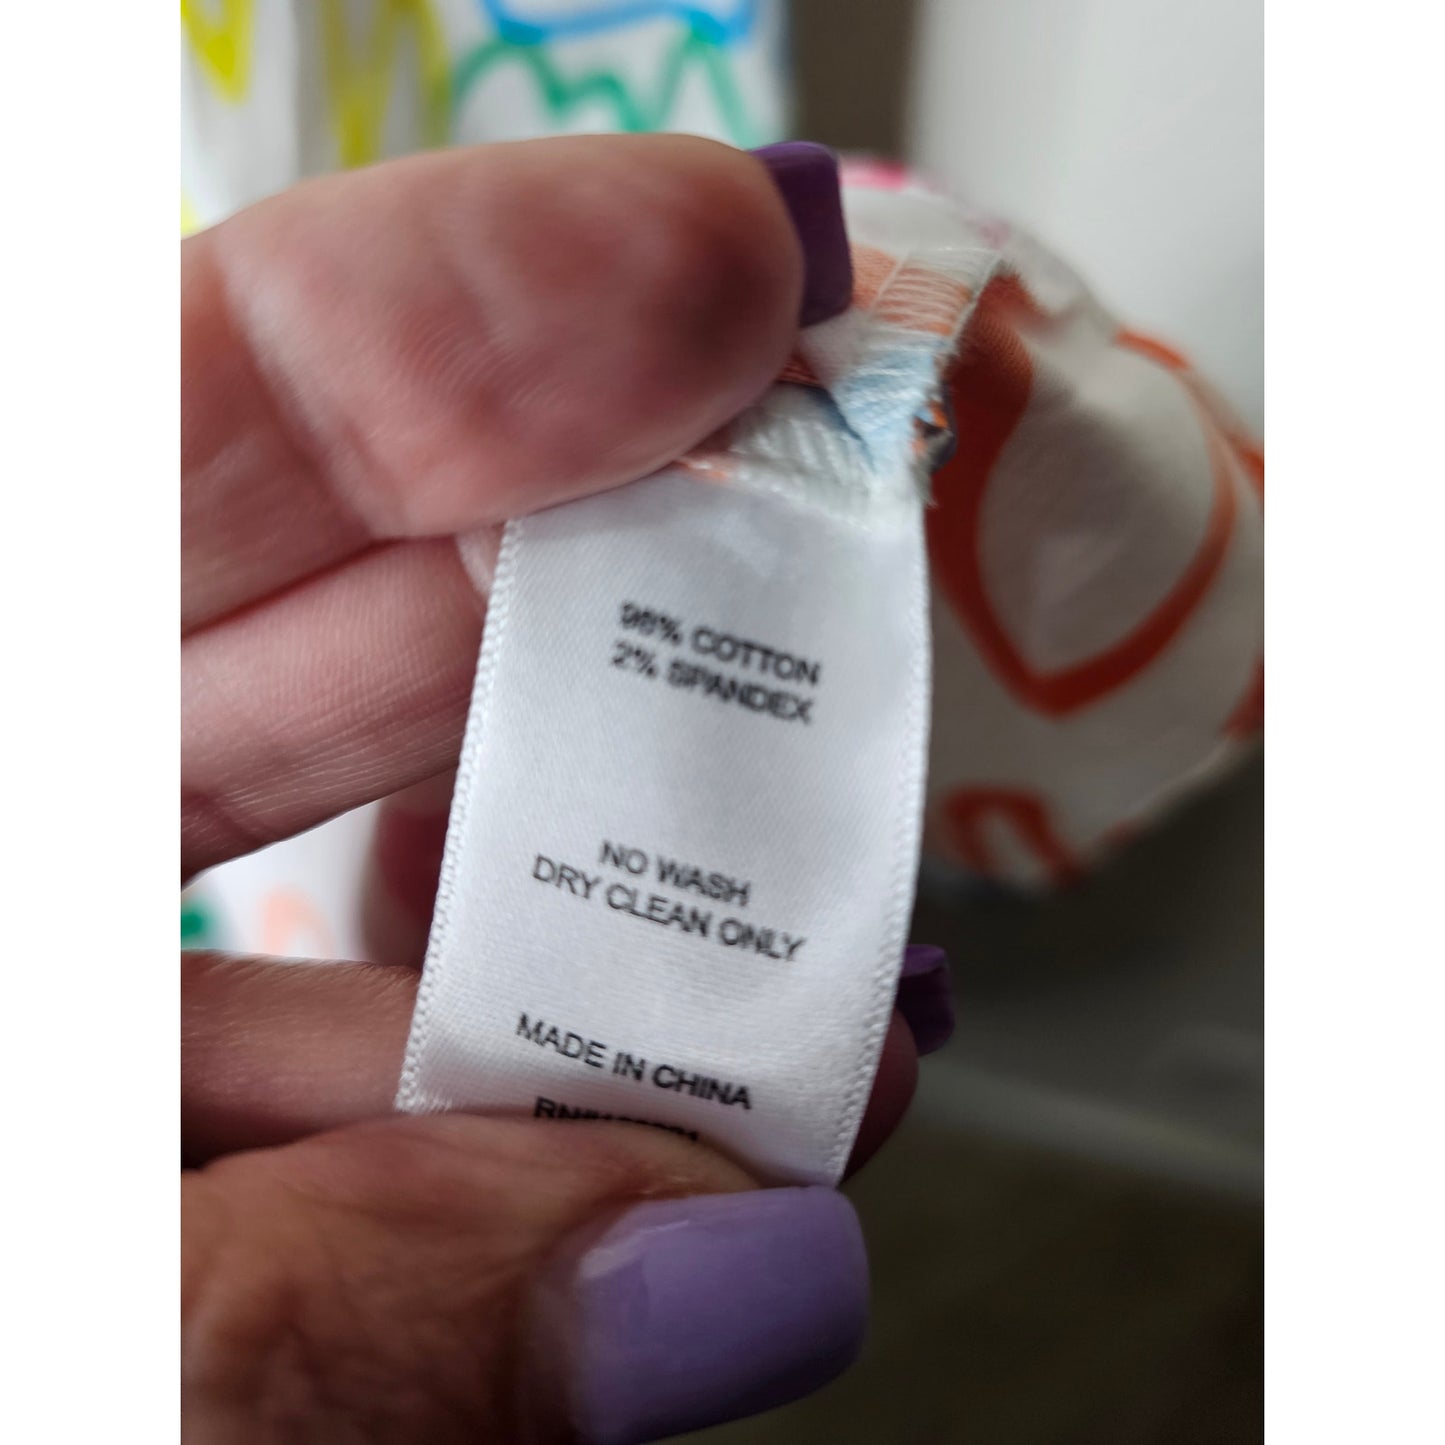 98% COTTON
2% SPANDEX
NO WASH
DRY CLEAN ONLY
MADE IN CHINA